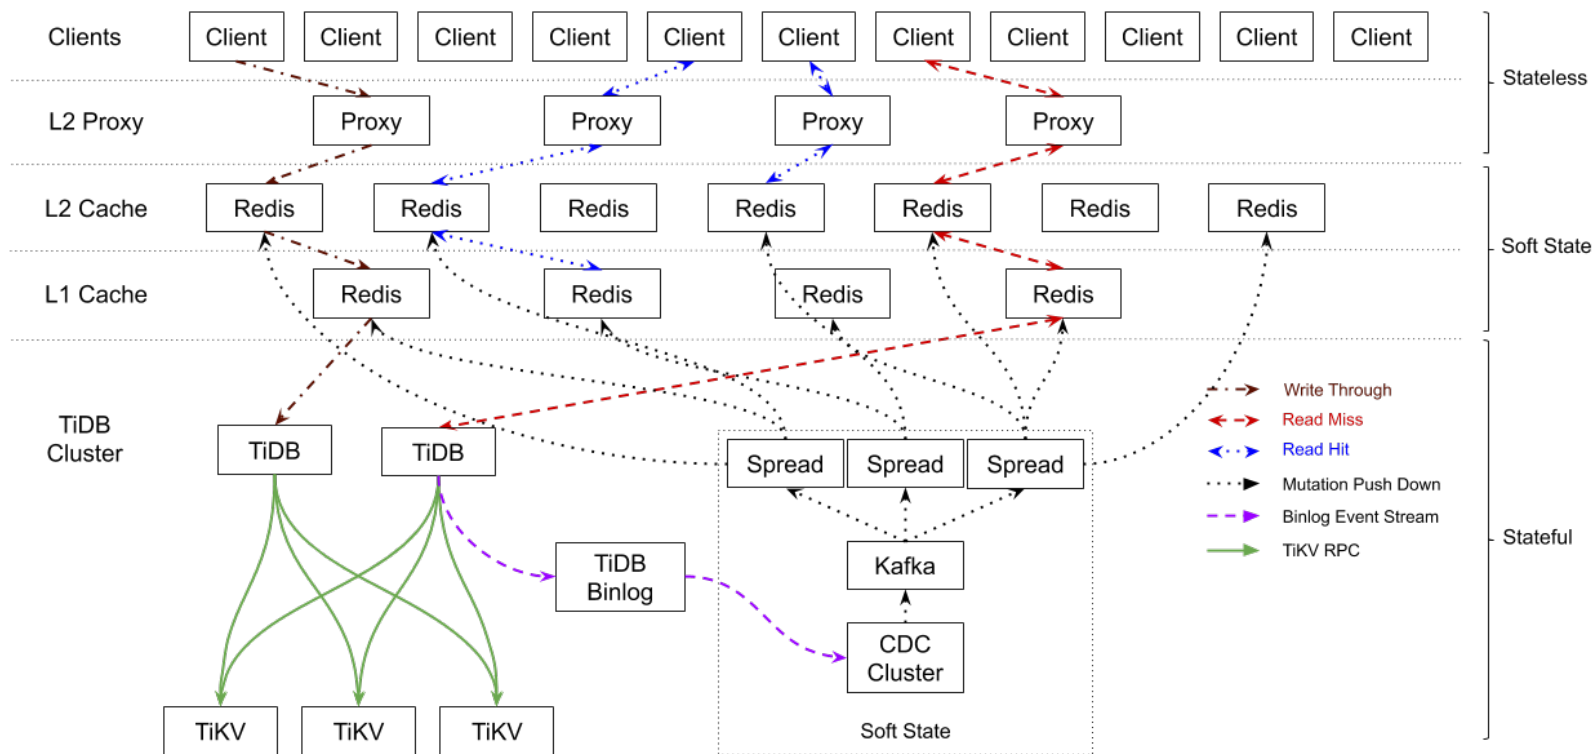 Clients
Client Client Client Client Client Client Client Client Client Client Client
Stateless
L2 Proxy
Proxy Proxy Proxy Proxy
L2 Cache
Redis Redis Redis Redis Redis Redis Redis
Soft State
L1 Cache
Redis Redis Redis Redis
TiDB
Cluster
TiDB TiDB
Spread Spread Spread
Write Through
Read Miss
Read Hit
Mutation Push Down
Binlog Event Stream
TiKV RPC
Stateful
Kafka
TiDB
Binlog
CDC
Cluster
TiKV TiKV TiKV
Soft State